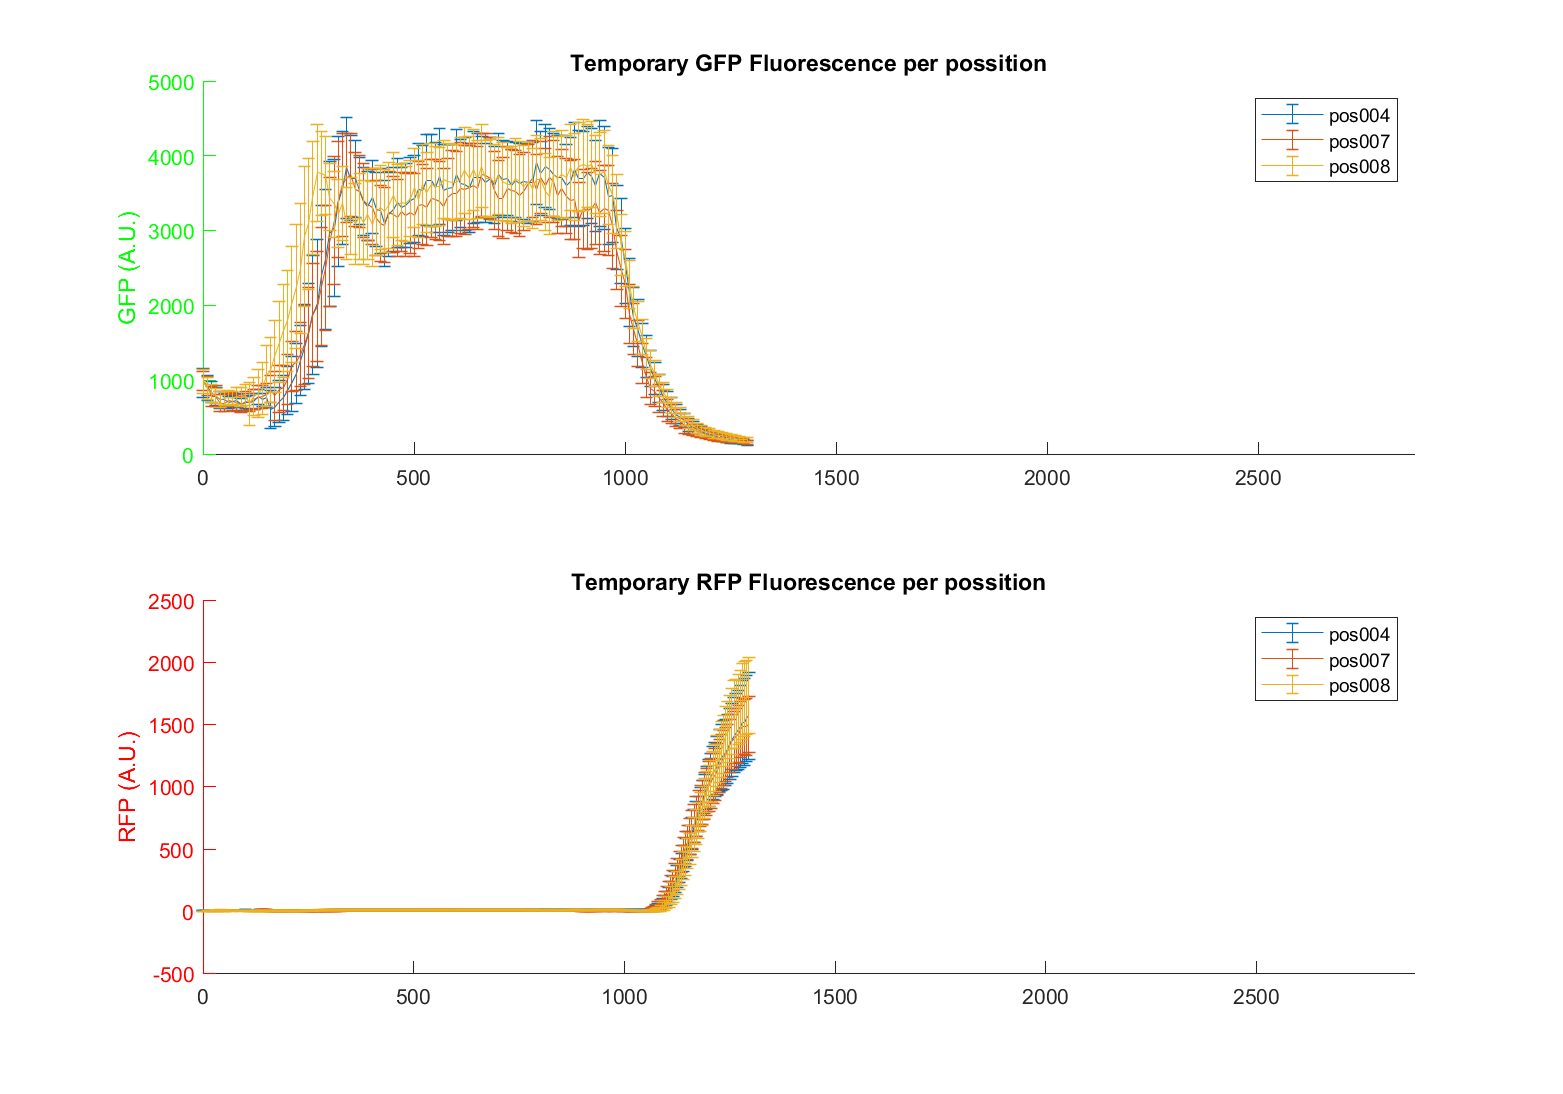 Temporary GFP Fluorescence per possition
5000
4000
3000
2000
1000
0
GFP (A.U.)
0 500 1000 1500 2000 2500
pos004
pos007
pos008
Temporary RFP Fluorescence per possition
2500
2000
1500
1000
500
0
-500
RFP (A.U.)
0 500 1000 1500 2000 2500
pos004
pos007
pos008